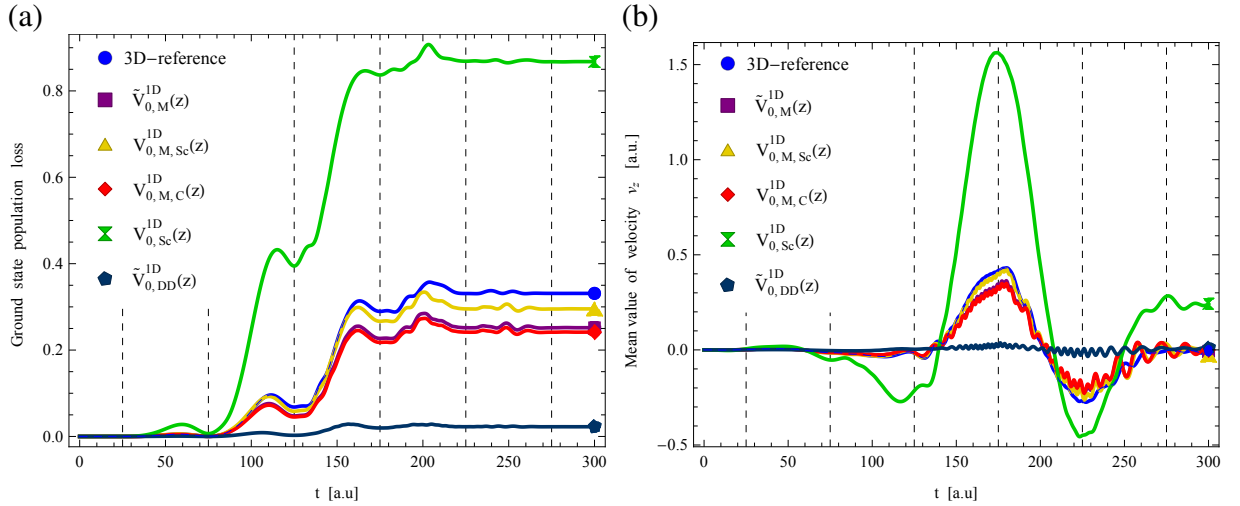 (a)
Ground state population loss
0.8
0.6
0.4
0.2
0.0
3D−reference
Ṽ^{1D}_{0,M}(z)
V^{1D}_{0,M,Sc}(z)
V^{1D}_{0,M,C}(z)
V^{1D}_{0,Sc}(z)
Ṽ^{1D}_{0,DD}(z)
0 50 100 150 200 250 300
t [a.u]
(b)
Mean value of velocity v_z [a.u.]
1.5
1.0
0.5
0.0
−0.5
3D−reference
Ṽ^{1D}_{0,M}(z)
V^{1D}_{0,M,Sc}(z)
V^{1D}_{0,M,C}(z)
V^{1D}_{0,Sc}(z)
Ṽ^{1D}_{0,DD}(z)
0 50 100 150 200 250 300
t [a.u.]